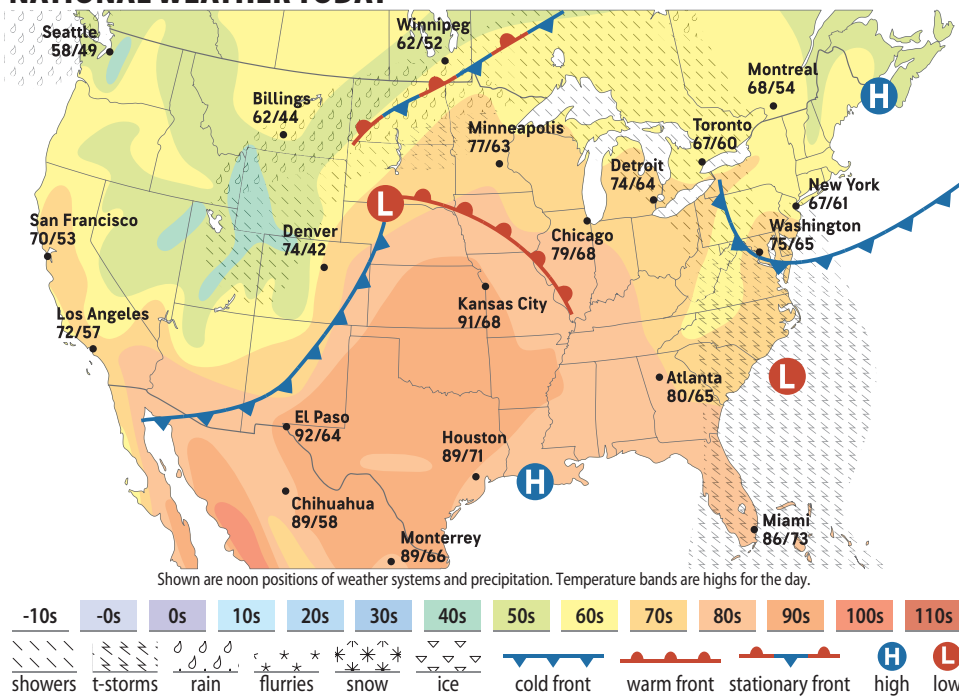 NATIONAL WEATHER TODAY
Seattle
58/49
Winnipeg
62/52
Billings
62/44
Montreal
68/54
H
Minneapolis
77/63
Toronto
67/60
Detroit
74/64
New York
67/61
L
San Francisco
70/53
Denver
74/42
Chicago
79/68
Washington
75/65
Kansas City
91/68
Los Angeles
72/57
L
Atlanta
80/65
El Paso
92/64
Houston
89/71
H
Chihuahua
89/58
Miami
86/73
Monterrey
89/66
Shown are noon positions of weather systems and precipitation. Temperature bands are highs for the day.
-10s -0s 0s 10s 20s 30s 40s 50s 60s 70s 80s 90s 100s 110s
H L
showers t-storms rain flurries snow ice cold front warm front stationary front high low